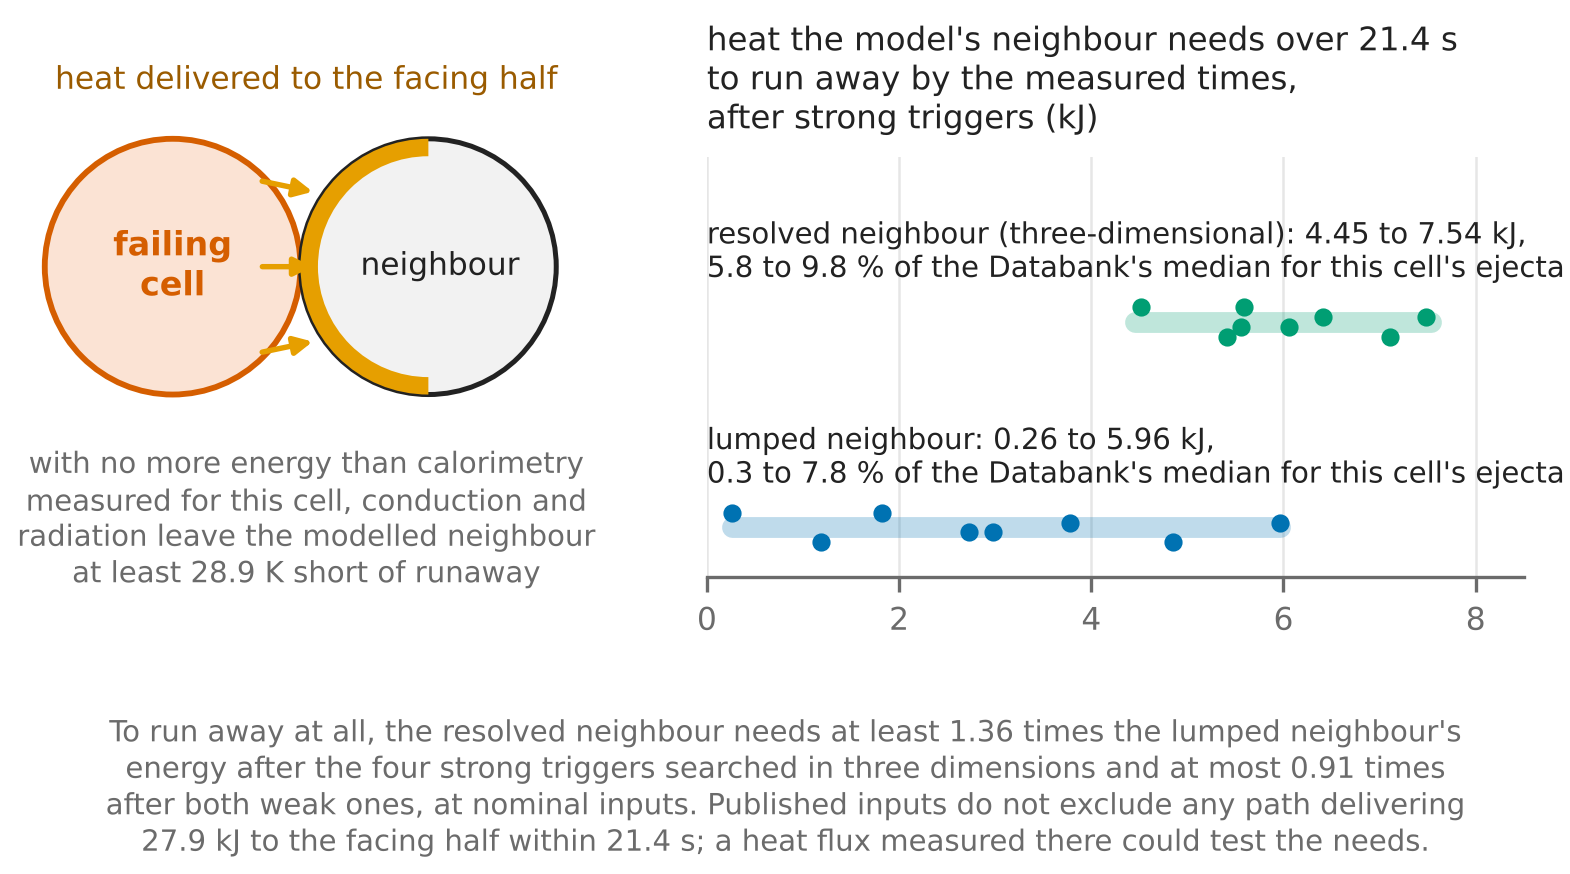 heat delivered to the facing half
failing
cell
neighbour
with no more energy than calorimetry
measured for this cell, conduction and
radiation leave the modelled neighbour
at least 28.9 K short of runaway
heat the model's neighbour needs over 21.4 s
to run away by the measured times,
after strong triggers (kJ)
resolved neighbour (three-dimensional): 4.45 to 7.54 kJ,
5.8 to 9.8 % of the Databank's median for this cell's ejecta
lumped neighbour: 0.26 to 5.96 kJ,
0.3 to 7.8 % of the Databank's median for this cell's ejecta
0 2 4 6 8
To run away at all, the resolved neighbour needs at least 1.36 times the lumped neighbour's
energy after the four strong triggers searched in three dimensions and at most 0.91 times
after both weak ones, at nominal inputs. Published inputs do not exclude any path delivering
27.9 kJ to the facing half within 21.4 s; a heat flux measured there could test the needs.